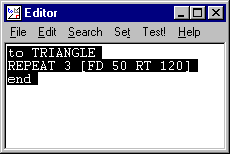 Editor
File Edit Search Set Test! Help
to TRIANGLE
REPEAT 3 [FD 50 RT 120]
end